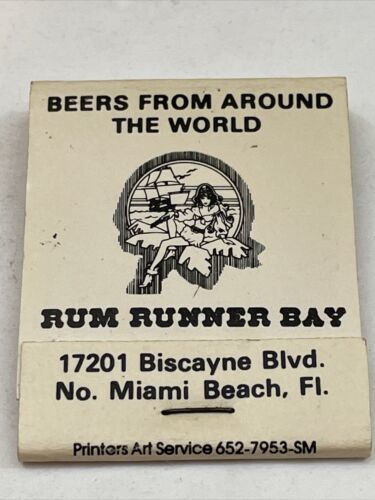 BEERS FROM AROUND
THE WORLD
RUM RUNNER BAY
17201 Biscayne Blvd.
No. Miami Beach, Fl.
Printers Art Service 652-7953-SM